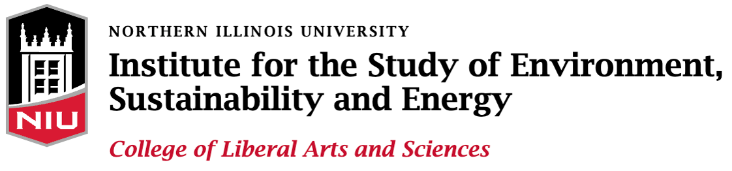 NORTHERN ILLINOIS UNIVERSITY
Institute for the Study of Environment,
Sustainability and Energy
NIU
College of Liberal Arts and Sciences